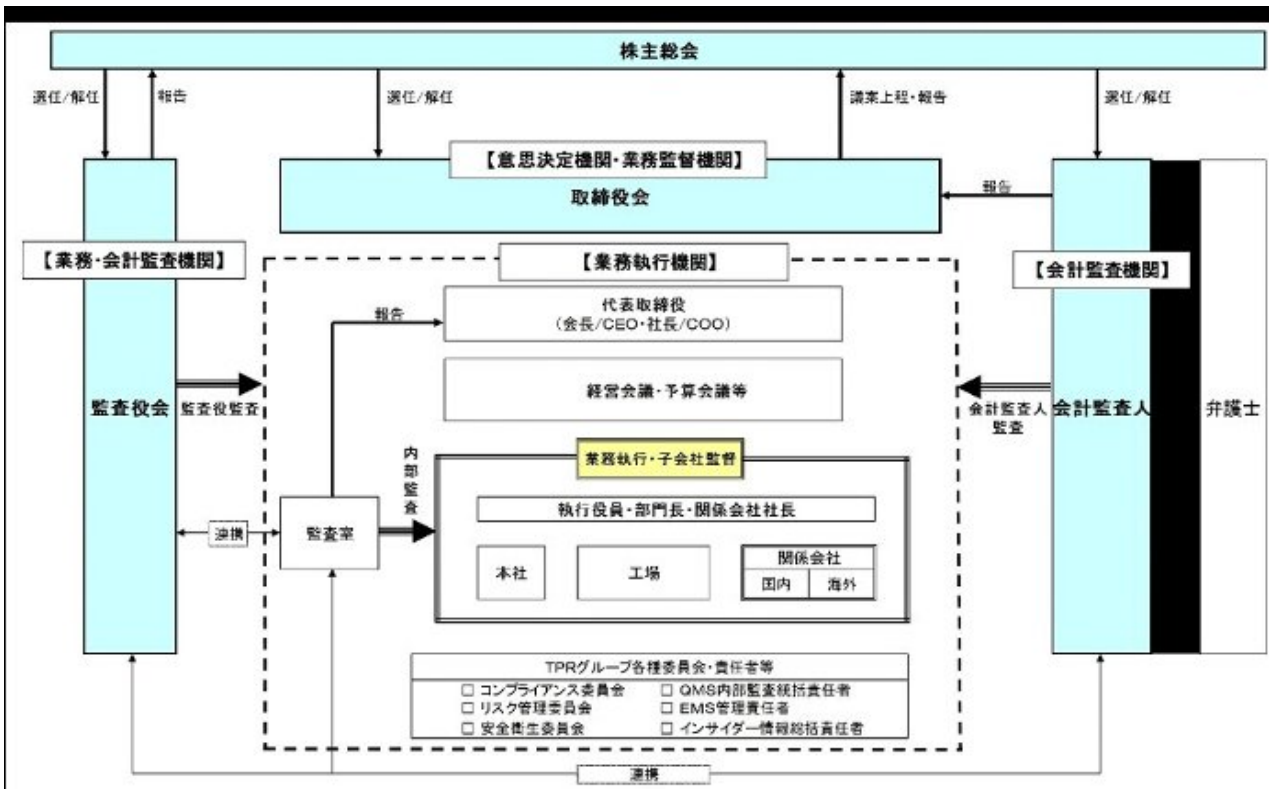 株主総会
選任/解任
報告
選任/解任
議案上程・報告
選任/解任
【意思決定機関・業務監督機関】
取締役会
報告
【業務・会計監査機関】
【業務執行機関】
【会計監査機関】
報告
代表取締役
(会長/CEO・社長/COO)
経営会議・予算会議等
監査役会
監査役監査
会計監査人
監査
会計監査人
弁護士
内部監査
業務執行・子会社監督
執行役員・部門長・関係会社社長
連携
監査室
本社
工場
関係会社
国内
海外
TPRグループ各種委員会・責任者等
□ コンプライアンス委員会
□ QMS内部監査統括責任者
□ リスク管理委員会
□ EMS管理責任者
□ 安全衛生委員会
□ インサイダー情報総括責任者
連携